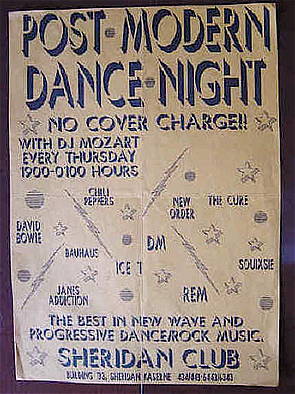 POST·MODERN
DANCE·NIGHT
NO COVER CHARGE!!
WITH DJ MOZART
EVERY THURSDAY
1900-0100 HOURS
CHILI
PEPPERS
NEW
ORDER
THE CURE
DAVID
BOWIE
BAUHAUS
DM
SOUIXSIE
ICE T
JANES
ADDICTION
REM
THE BEST IN NEW WAVE AND
PROGRESSIVE DANCE/ROCK MUSIC.
SHERIDAN CLUB
SHERIDAN KASERNE